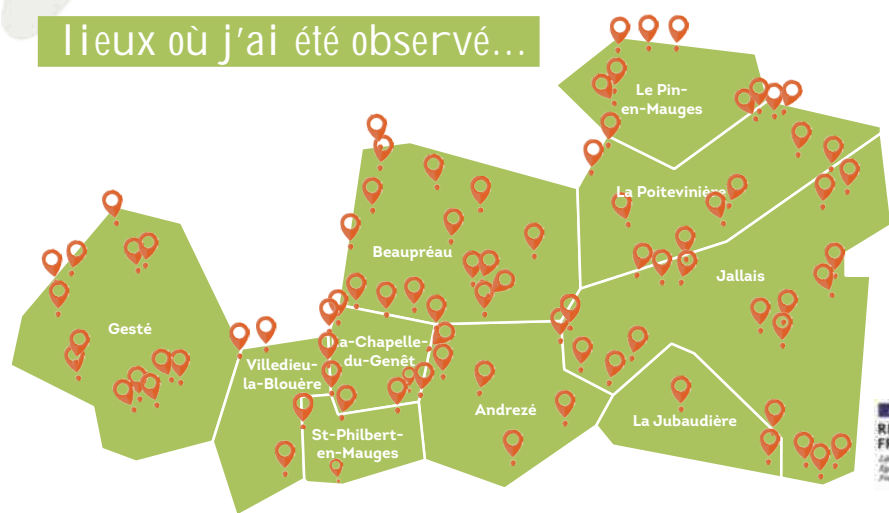 lieux où j'ai été observé...
Le Pin-
en-Mauges
La Poitevinière
Beaupréau
Jallais
Gesté
La-Chapelle-
du-Genêt
Villedieu-
la-Blouère
Andrezé
La Jubaudière
St-Philbert-
en-Mauges